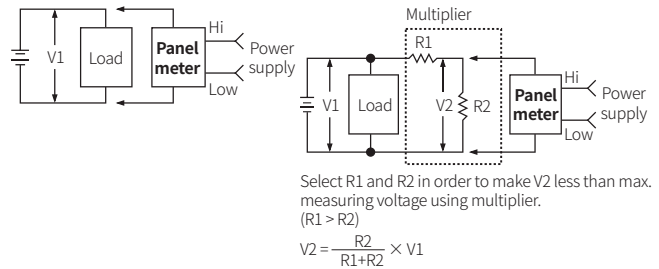 V1
Load
Panel
meter
Hi
Low
Power
supply
Multiplier
R1
V1
Load
V2
R2
Panel
meter
Hi
Low
Power
supply
Select R1 and R2 in order to make V2 less than max.
measuring voltage using multiplier.
(R1 > R2)
V2 = R2 / R1+R2 × V1